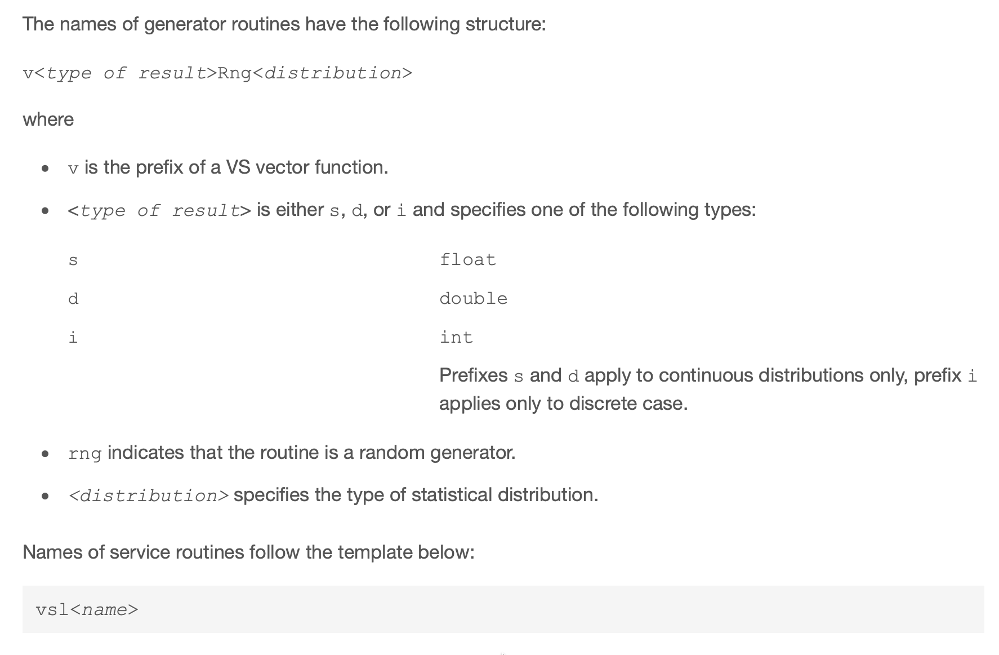 The names of generator routines have the following structure:
v<type of result>Rng<distribution>
where
• v is the prefix of a VS vector function.
• <type of result> is either s, d, or i and specifies one of the following types:
s float
d double
i int
Prefixes s and d apply to continuous distributions only, prefix i
applies only to discrete case.
• rng indicates that the routine is a random generator.
• <distribution> specifies the type of statistical distribution.
Names of service routines follow the template below:
vsl<name>